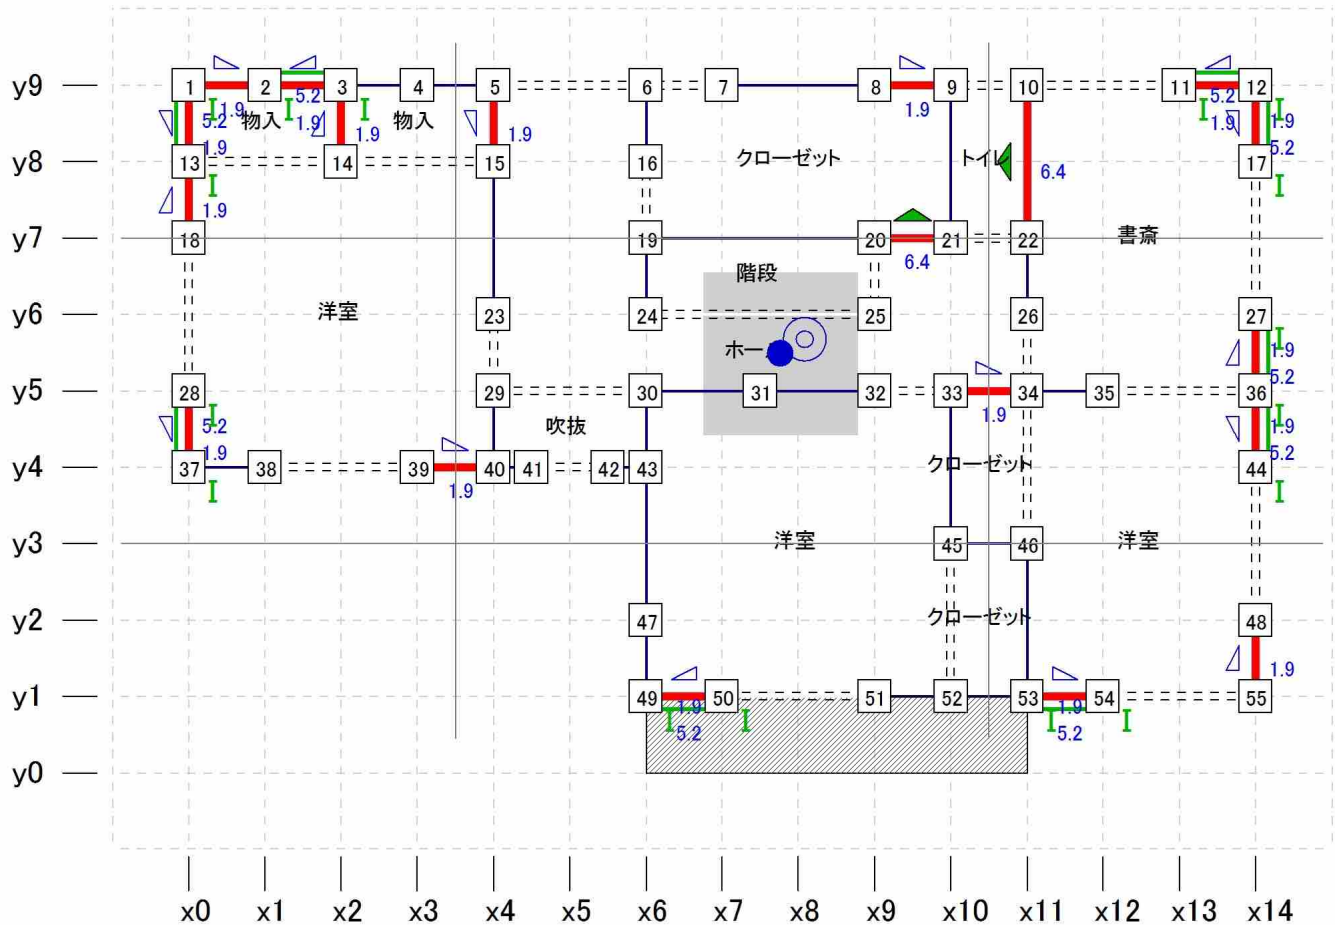 y9 1 2 3 4 5 6 7 8 9 10 11 12
5.2 5.2
1.9 1.9 1.9 1.9
5.2 物入 1.9 物入 1.9 1.9 1.9
1.9 5.2
y8 13 14 15 16 クローゼット トイレ 6.4 17
1.9
y7 18 19 20 21 22 書斎
6.4
階段
y6 洋室 23 24 25 26 27
ホール 1.9
5.2
y5 28 29 30 31 32 33 34 35 36
1.9
5.2 吹抜 1.9
1.9 5.2
y4 37 38 39 40 41 42 43 クローゼット 44
1.9
y3 洋室 45 46 洋室
y2 47 クローゼット 48
1.9
y1 49 50 51 52 53 54 55
1.9 1.9
5.2 5.2
y0
x0 x1 x2 x3 x4 x5 x6 x7 x8 x9 x10 x11 x12 x13 x14